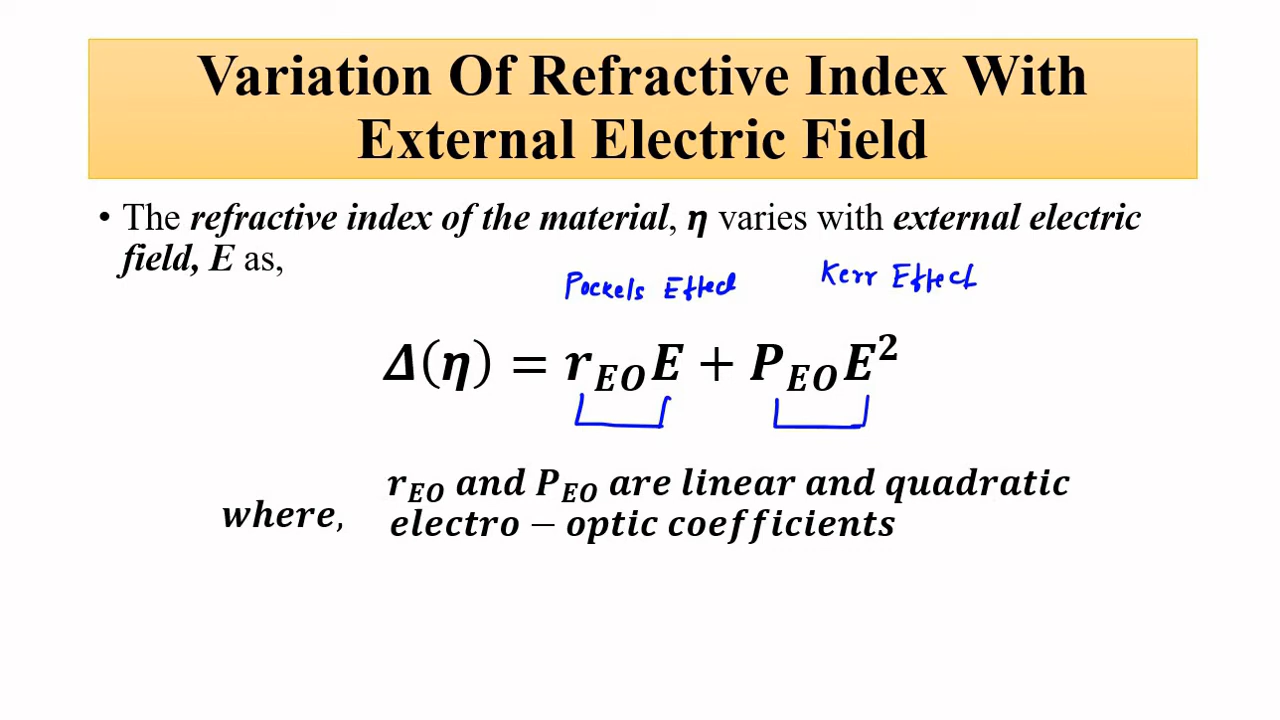 Variation Of Refractive Index With
External Electric Field
• The refractive index of the material, η varies with external electric
field, E as,
Pockels Effect Kerr Effect
Δ(η) = r_EO E + P_EO E²
r_EO and P_EO are linear and quadratic
where,
electro − optic coefficients